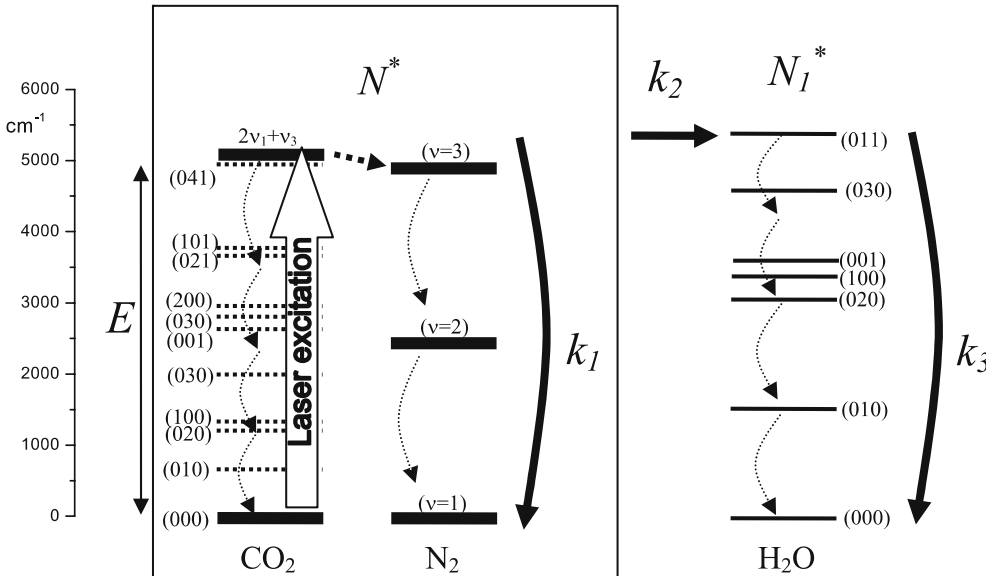 6000
cm⁻¹
5000
4000
3000
2000
1000
0
E
N*
2ν₁+ν₃
(041)
(101)
(021)
(200)
(030)
(001)
(030)
(100)
(020)
(010)
(000)
CO₂
Laser excitation
(ν=3)
(ν=2)
(ν=1)
N₂
k₁
k₂
N₁*
(011)
(030)
(001)
(100)
(020)
(010)
(000)
H₂O
k₃